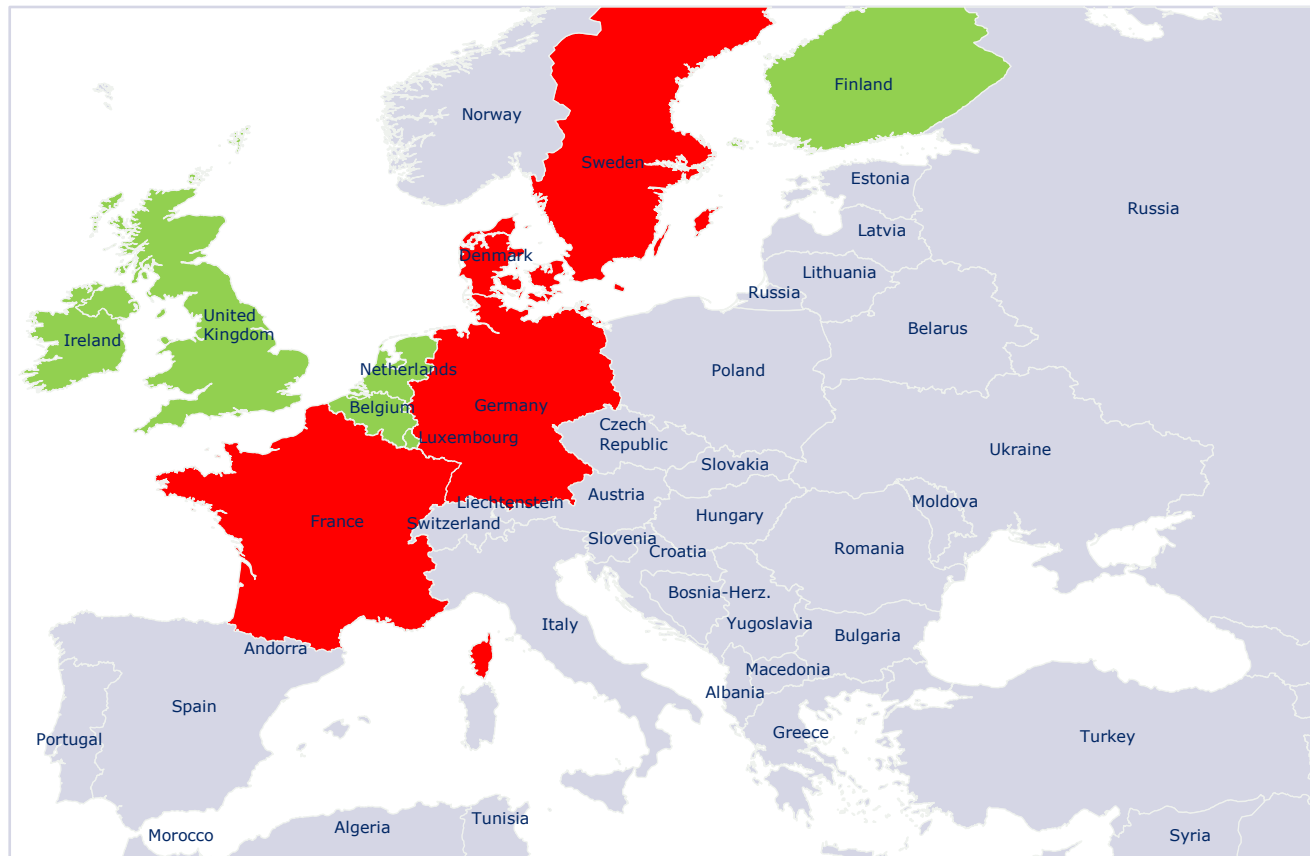 Finland
Norway
Sweden
Estonia
Russia
Latvia
Denmark
Lithuania
Russia
United
Kingdom
Belarus
Ireland
Netherlands
Poland
Belgium
Germany
Czech
Republic
Luxembourg
Ukraine
Slovakia
Austria
Liechtenstein
Moldova
Hungary
France
Switzerland
Slovenia
Croatia
Romania
Bosnia-Herz.
Italy
Yugoslavia
Bulgaria
Andorra
Macedonia
Albania
Spain
Greece
Portugal
Turkey
Tunisia
Algeria
Morocco
Syria